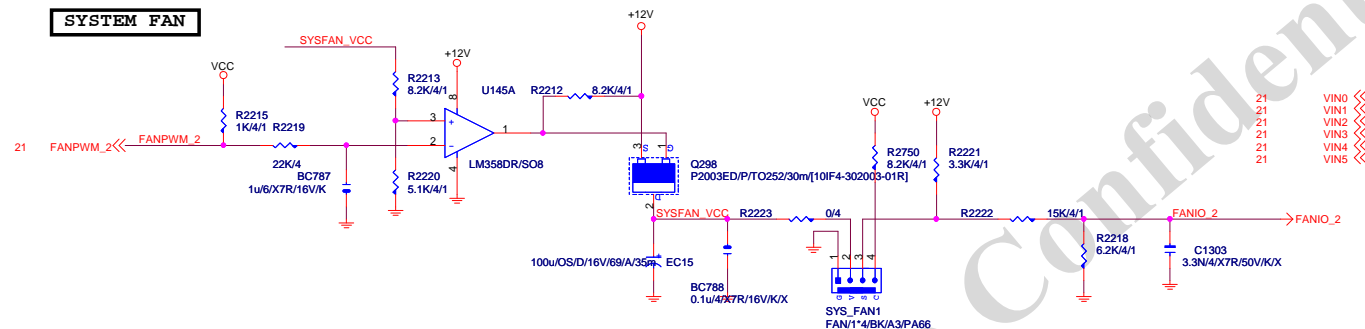 SYSTEM FAN
SYSFAN_VCC
+12V
+12V
VCC
R2213
8.2K/4/1
U145A
R2212
8.2K/4/1
8
R2215
1K/4/1
R2219
3
+
1
2
-
LM358DR/SO8
4
21
FANPWM_2
FANPWM_2
22K/4
BC787
1u/6/X7R/16V/K
R2220
5.1K/4/1
3
S
1
G
Q298
P2003ED/P/TO252/30m/[10IF4-302003-01R]
2
D
VCC
+12V
R2750
8.2K/4/1
R2221
3.3K/4/1
SYSFAN_VCC
R2223
0/4
R2222
15K/4/1
FANIO_2
FANIO_2
100u/OS/D/16V/69/A/35m
EC15
BC788
0.1u/4/X7R/16V/K/X
1
2
3
4
G
V
S
C
SYS_FAN1
FAN/1*4/BK/A3/PA66
R2218
6.2K/4/1
C1303
3.3N/4/X7R/50V/K/X
21 VIN0
21 VIN1
21 VIN2
21 VIN3
21 VIN4
21 VIN5
Confident